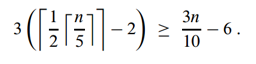 3 ( ⌈ 1/2 ⌈ n/5 ⌉ ⌉ − 2 ) ≥ 3n/10 − 6 .